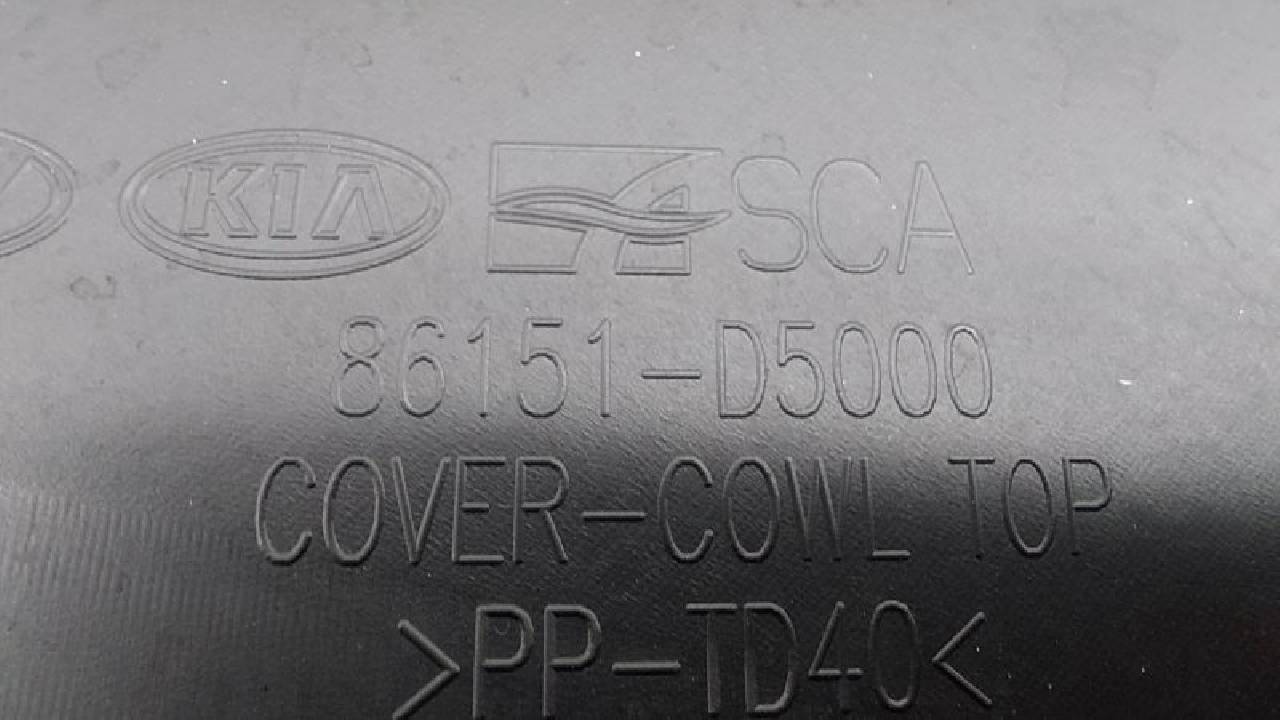 KIA SCA
86151-D5000
COVER-COWL TOP
>PP-TD40<